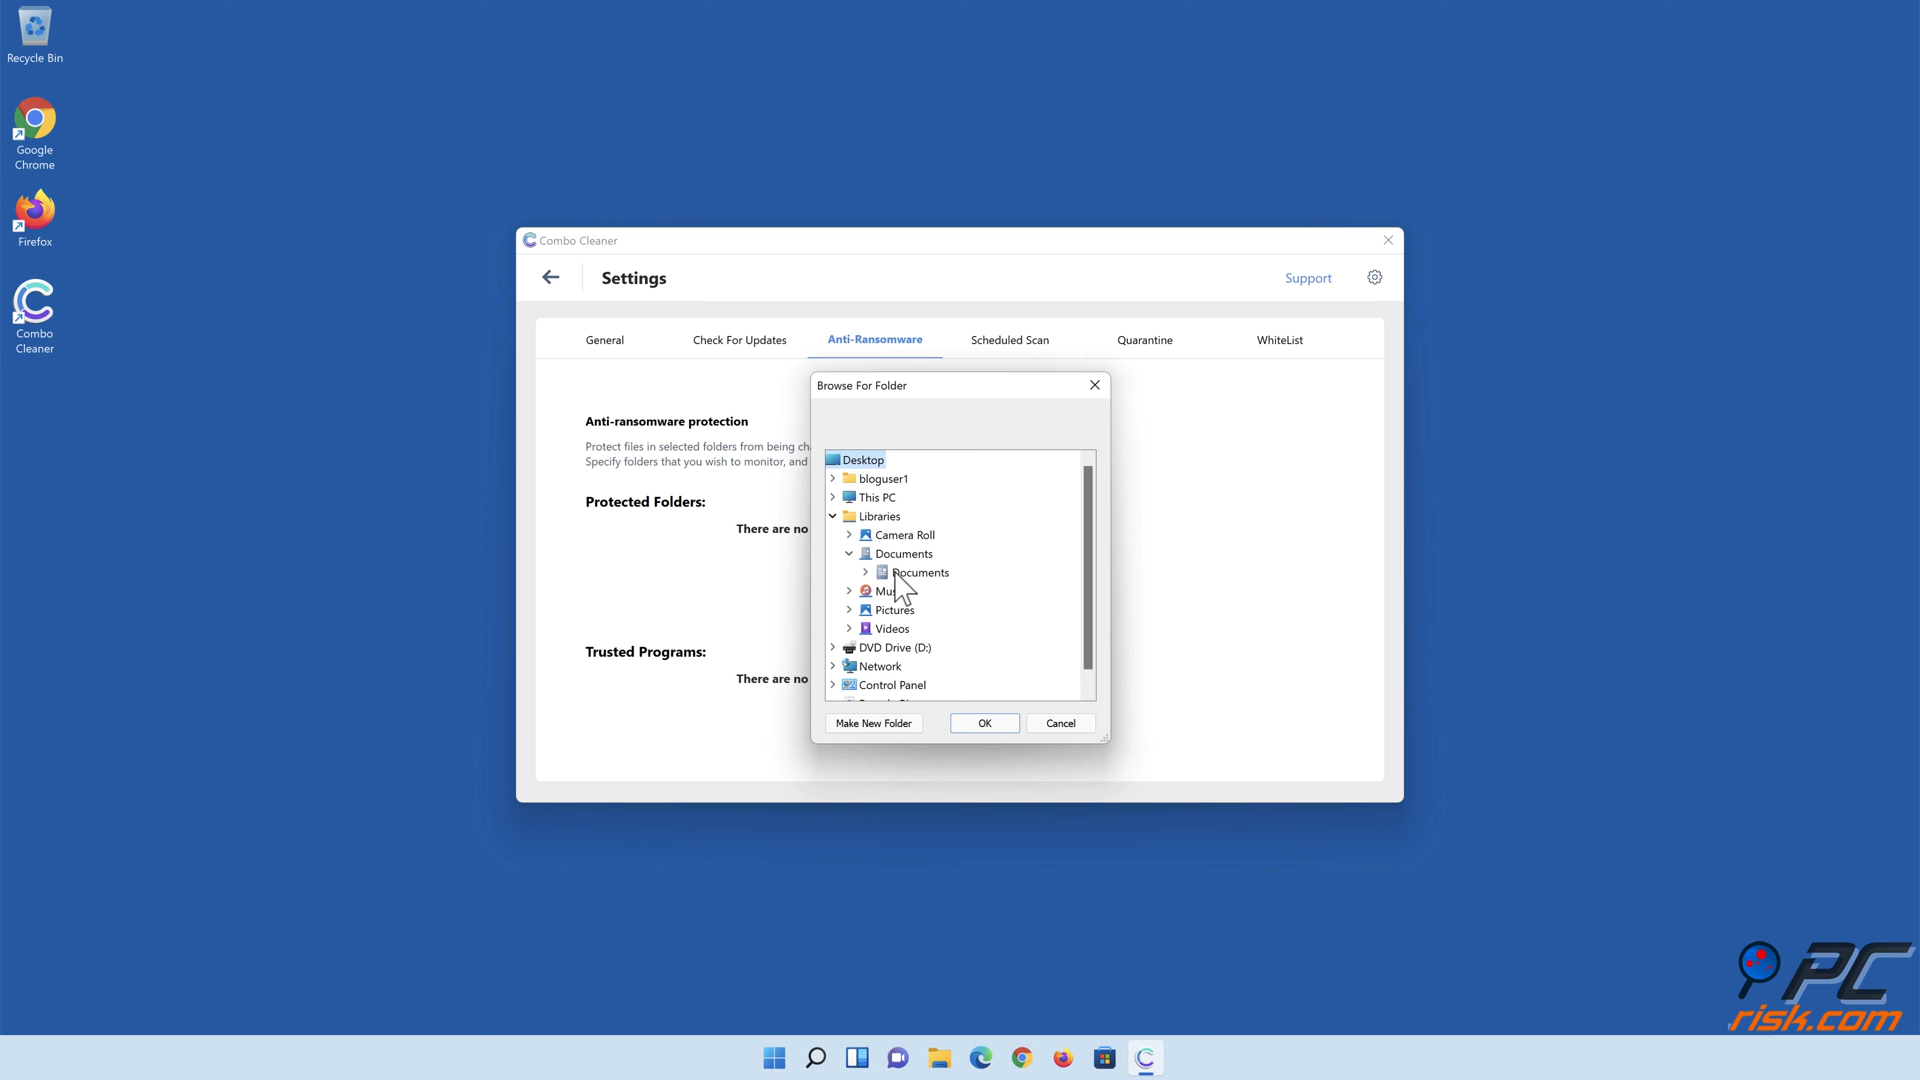 Recycle Bin
Google
Chrome
Firefox
Combo
Cleaner
Combo Cleaner
Settings
Support
General
Check For Updates
Anti-Ransomware
Scheduled Scan
Quarantine
WhiteList
Browse For Folder
Anti-ransomware protection
Protect files in selected folders from being
Specify folders that you wish to monitor, and
Protected Folders:
There are no
Trusted Programs:
There are no
Desktop
bloguser1
This PC
Libraries
Camera Roll
Documents
Documents
Pictures
Videos
DVD Drive (D:)
Network
Control Panel
Make New Folder
OK
Cancel
PC
risk.com